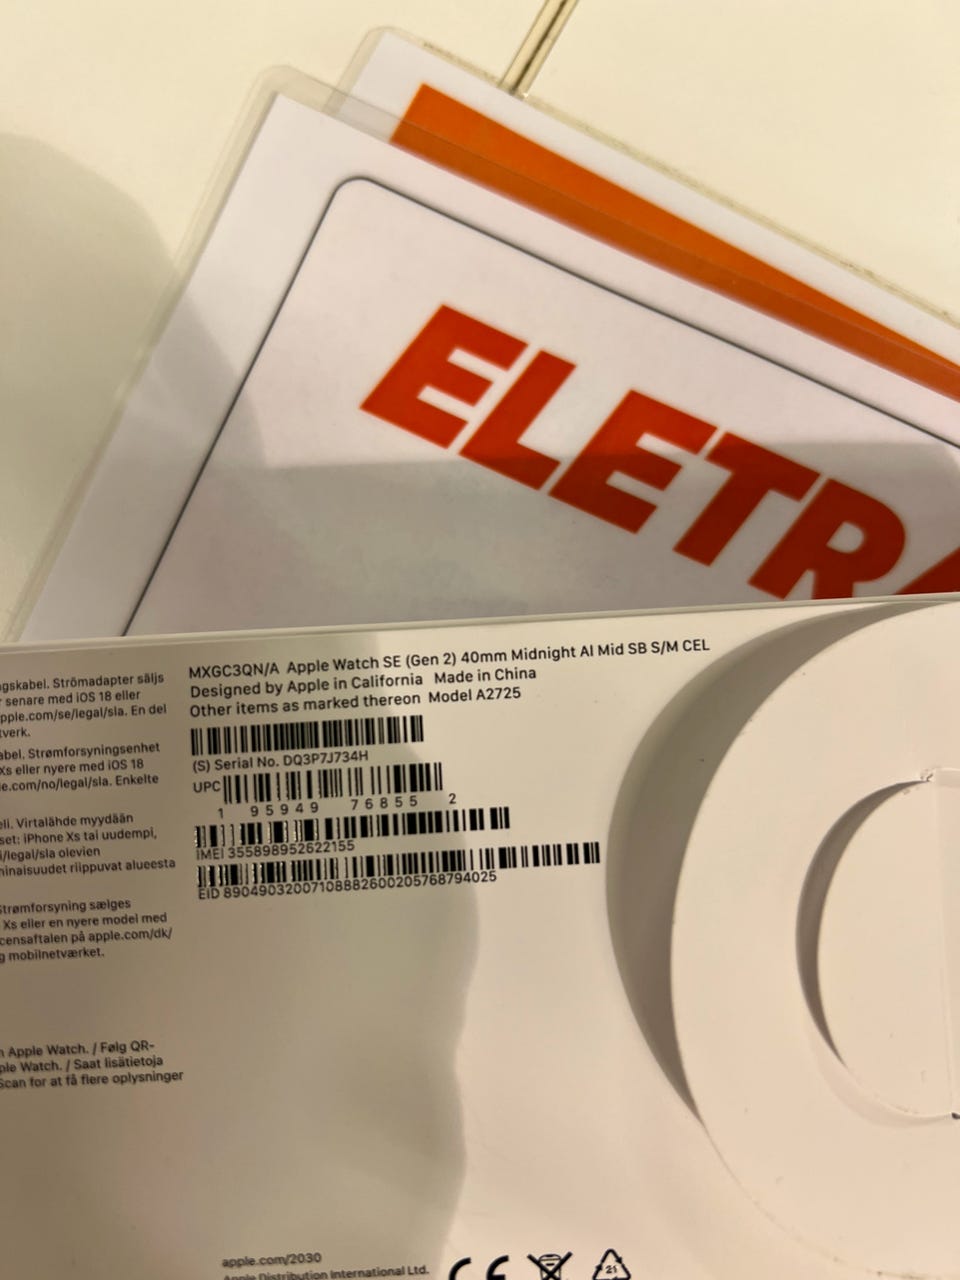 ELETR
MXGC3QN/A Apple Watch SE (Gen 2) 40mm Midnight Al Mid SB S/M CEL
Designed by Apple in California Made in China
Other items as marked thereon Model A2725
(S) Serial No. DQ3P7J734H
UPC
1 95949 76855 2
IMEI 355898952622155
EID 89049032007108882600205768794025
gskabel. Strömadapter säljs
senare med iOS 18 eller
pple.com/se/legal/sla. En del
tverk.
abel. Strømforsyningsenhet
Xs eller nyere med iOS 18
le.com/no/legal/sla. Enkelte
eli. Virtalähde myydään
set: iPhone Xs tai uudempi,
i/legal/sla olevien
ninaisuudet riippuvat alueesta
Strømforsyning sælges
Xs eller en nyere model med
censaftalen på apple.com/dk/
g mobilnetværket.
n Apple Watch. / Følg QR-
ple Watch. / Saat lisätietoja
Scan for at få flere oplysninger
apple.com/2030
Apple Distribution International Ltd.
CE
21